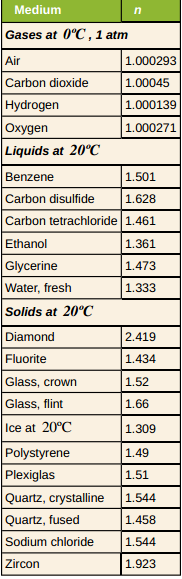 Medium n
Gases at 0ºC , 1 atm
Air 1.000293
Carbon dioxide 1.00045
Hydrogen 1.000139
Oxygen 1.000271
Liquids at 20ºC
Benzene 1.501
Carbon disulfide 1.628
Carbon tetrachloride 1.461
Ethanol 1.361
Glycerine 1.473
Water, fresh 1.333
Solids at 20ºC
Diamond 2.419
Fluorite 1.434
Glass, crown 1.52
Glass, flint 1.66
Ice at 20ºC 1.309
Polystyrene 1.49
Plexiglas 1.51
Quartz, crystalline 1.544
Quartz, fused 1.458
Sodium chloride 1.544
Zircon 1.923